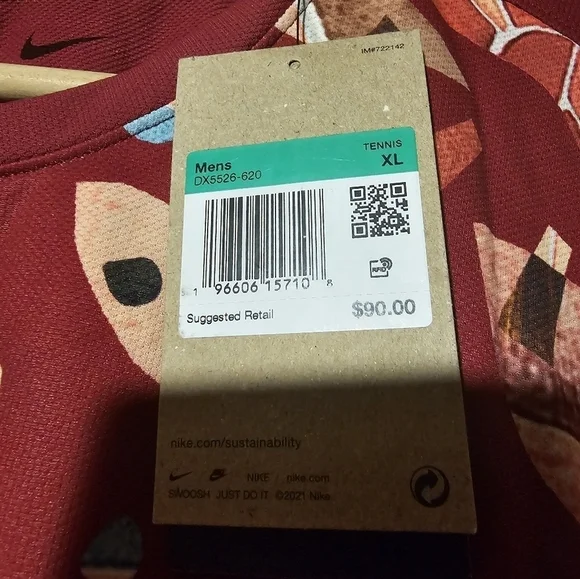 IM#722142
Mens
TENNIS
DX5526-620
XL
RFID
1 96606 15710 8
Suggested Retail
$90.00
nike.com/sustainability
NIKE / nike.com
SWOOSH JUST DO IT ©2021 Nike